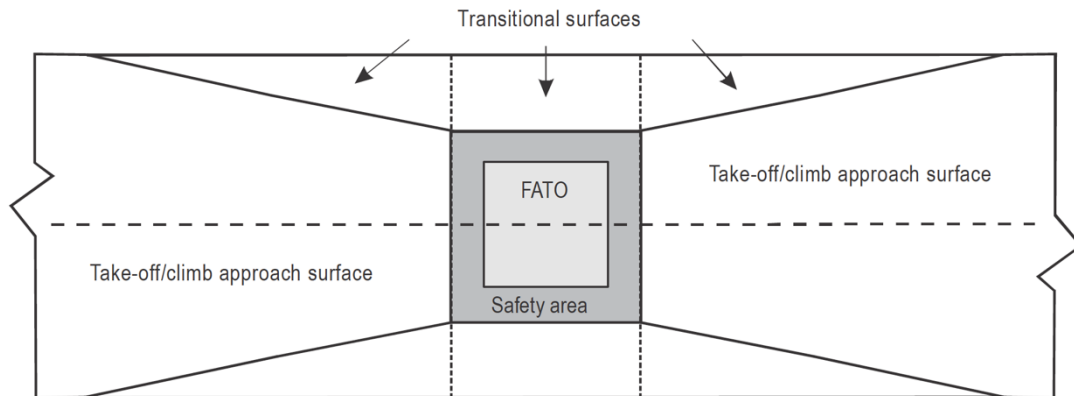 Transitional surfaces
Take-off/climb approach surface
FATO
Take-off/climb approach surface
Safety area